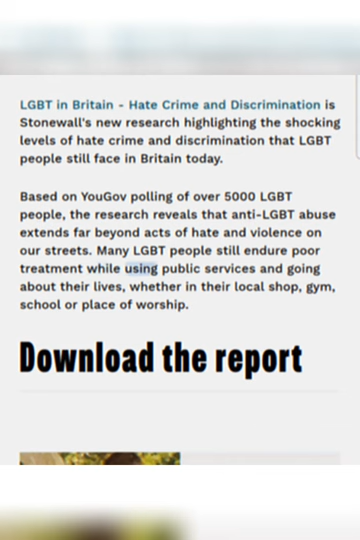 LGBT in Britain - Hate Crime and Discrimination is
Stonewall's new research highlighting the shocking
levels of hate crime and discrimination that LGBT
people still face in Britain today.
Based on YouGov polling of over 5000 LGBT
people, the research reveals that anti-LGBT abuse
extends far beyond acts of hate and violence on
our streets. Many LGBT people still endure poor
treatment while using public services and going
about their lives, whether in their local shop, gym,
school or place of worship.
Download the report